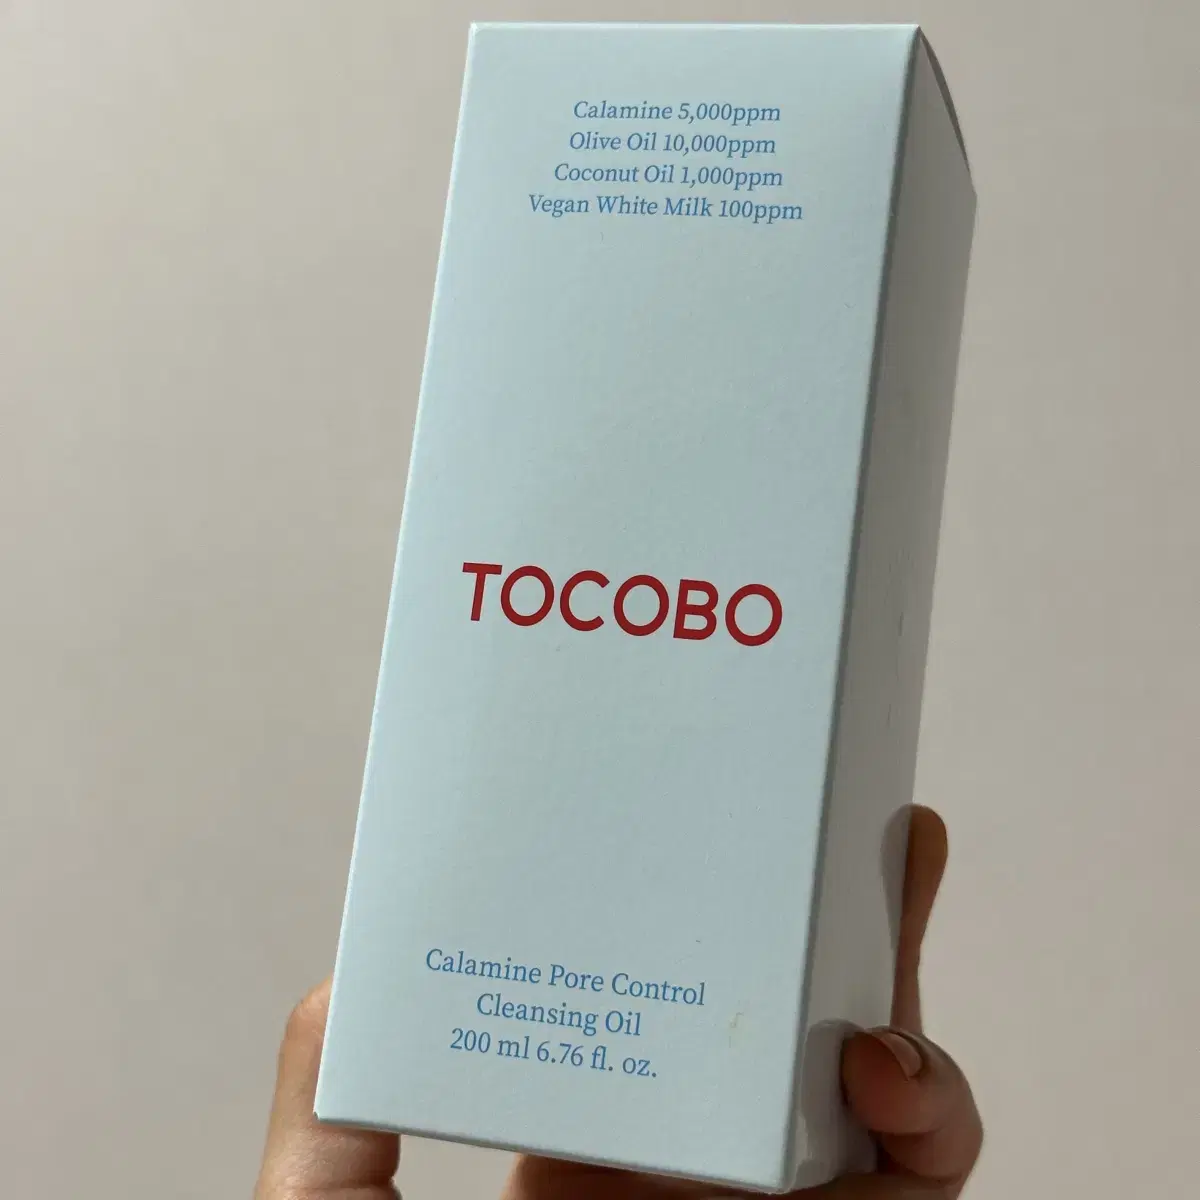 Calamine 5,000ppm
Olive Oil 10,000ppm
Coconut Oil 1,000ppm
Vegan White Milk 100ppm
TOCOBO
Calamine Pore Control
Cleansing Oil
200 ml 6.76 fl. oz.